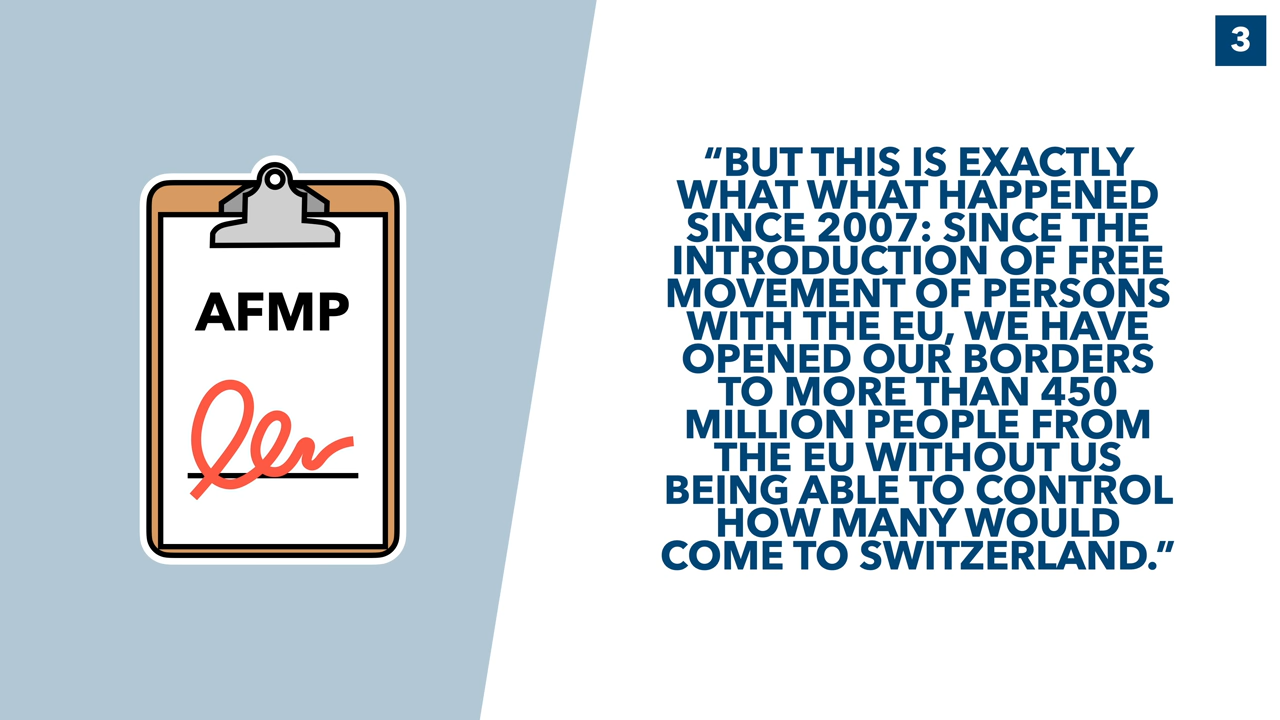 3
AFMP
“BUT THIS IS EXACTLY
WHAT WHAT HAPPENED
SINCE 2007: SINCE THE
INTRODUCTION OF FREE
MOVEMENT OF PERSONS
WITH THE EU, WE HAVE
OPENED OUR BORDERS
TO MORE THAN 450
MILLION PEOPLE FROM
THE EU WITHOUT US
BEING ABLE TO CONTROL
HOW MANY WOULD
COME TO SWITZERLAND.”